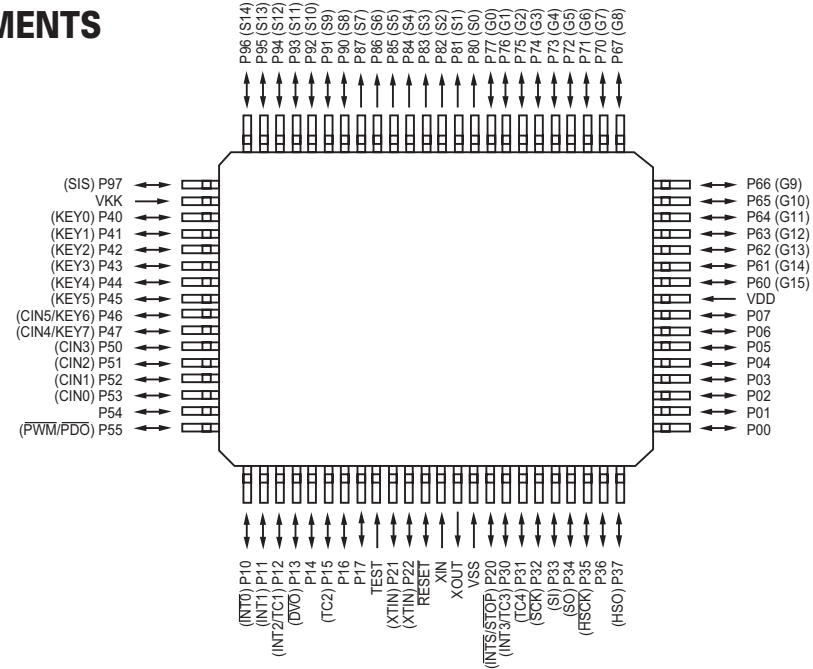 MENTS
P96 (S14)
P95 (S13)
P94 (S12)
P93 (S11)
P92 (S10)
P91 (S9)
P90 (S8)
P87 (S7)
P86 (S6)
P85 (S5)
P84 (S4)
P83 (S3)
P82 (S2)
P81 (S1)
P80 (S0)
P77 (G0)
P76 (G1)
P75 (G2)
P74 (G3)
P73 (G4)
P72 (G5)
P71 (G6)
P70 (G7)
P67 (G8)
(SIS) P97
VKK
(KEY0) P40
(KEY1) P41
(KEY2) P42
(KEY3) P43
(KEY4) P44
(KEY5) P45
(CIN5/KEY6) P46
(CIN4/KEY7) P47
(CIN3) P50
(CIN2) P51
(CIN1) P52
(CIN0) P53
P54
(PWM/PDO) P55
P66 (G9)
P65 (G10)
P64 (G11)
P63 (G12)
P62 (G13)
P61 (G14)
P60 (G15)
VDD
P07
P06
P05
P04
P03
P02
P01
P00
(INT0) P10
(INT1) P11
(INT2/TC1) P12
(DVO) P13
P14
(TC2) P15
P16
P17
TEST
(XTIN) P21
(XTIN) P22
RESET
XIN
XOUT
VSS
(INTS/STOP) P20
(INT3/TC3) P30
(TC4) P31
(SCK) P32
(SI) P33
(SO) P34
(HSCK) P35
P36
(HSO) P37